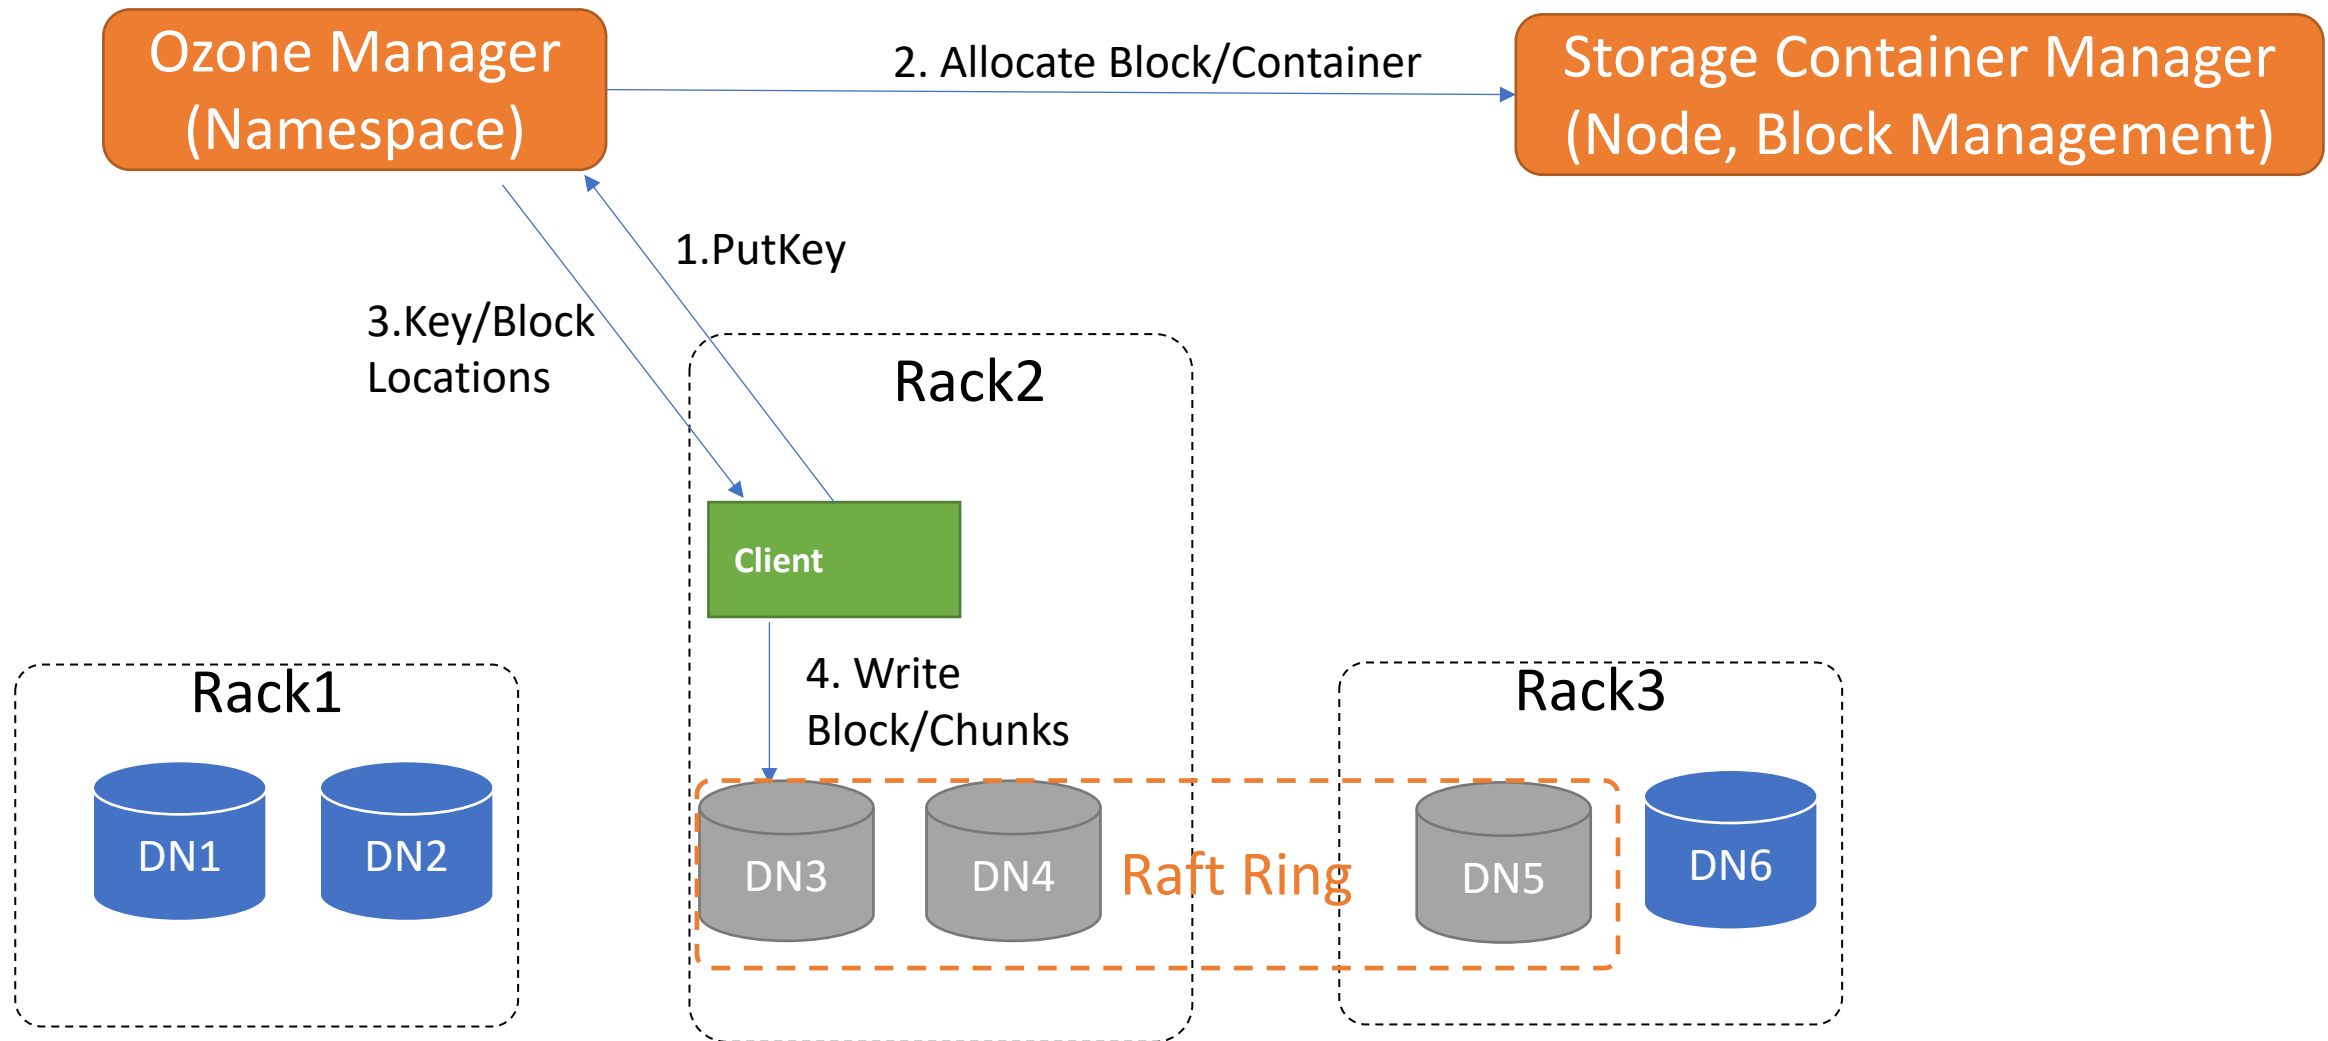 Ozone Manager
(Namespace)
2. Allocate Block/Container
Storage Container Manager
(Node, Block Management)
1.PutKey
3.Key/Block
Locations
Rack2
Client
4. Write
Block/Chunks
Rack1
Rack3
DN1
DN2
DN3
DN4
Raft Ring
DN5
DN6